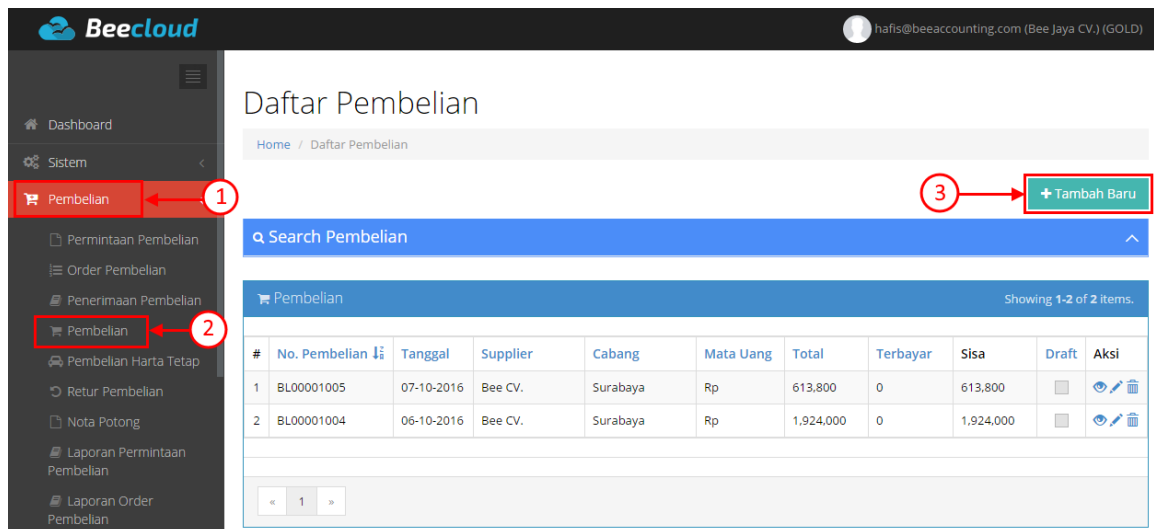 Beecloud
hafis@beeaccounting.com (Bee Jaya CV.) (GOLD)
Dashboard
Sistem
Pembelian
1
Permintaan Pembelian
Order Pembelian
Penerimaan Pembelian
Pembelian
2
Pembelian Harta Tetap
Retur Pembelian
Nota Potong
Laporan Permintaan
Pembelian
Laporan Order
Pembelian
Daftar Pembelian
Home / Daftar Pembelian
3
+ Tambah Baru
Search Pembelian
Pembelian
Showing 1-2 of 2 items.
# No. Pembelian Tanggal Supplier Cabang Mata Uang Total Terbayar Sisa Draft Aksi
1 BL00001005 07-10-2016 Bee CV. Surabaya Rp 613,800 0 613,800
2 BL00001004 06-10-2016 Bee CV. Surabaya Rp 1,924,000 0 1,924,000
« 1 »